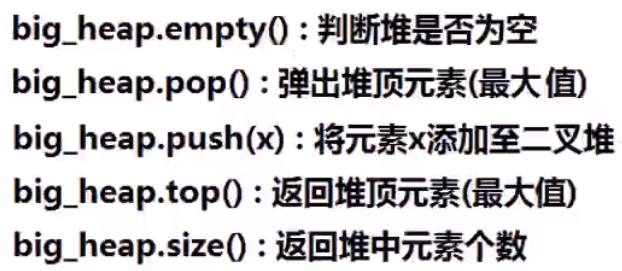 big_heap.empty() : 判断堆是否为空
big_heap.pop() : 弹出堆顶元素(最大值)
big_heap.push(x) : 将元素x添加至二叉堆
big_heap.top() : 返回堆顶元素(最大值)
big_heap.size() : 返回堆中元素个数